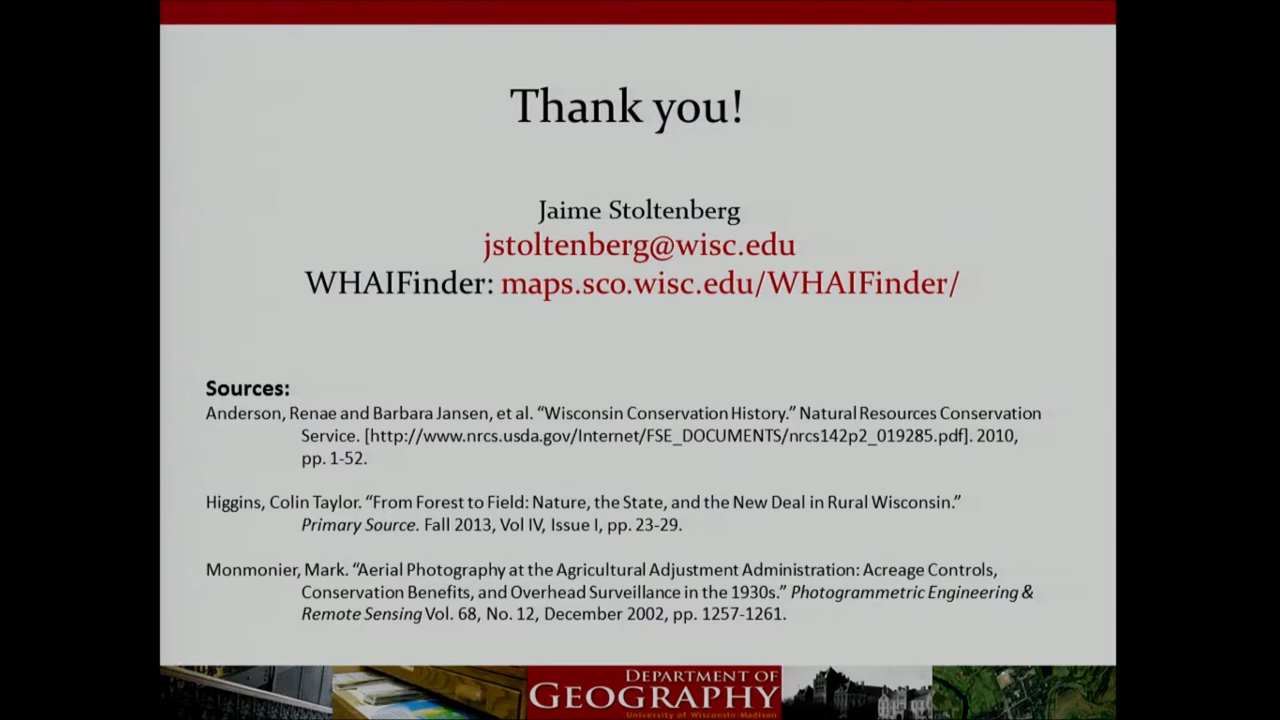 Thank you!
Jaime Stoltenberg
jstoltenberg@wisc.edu
WHAIFinder: maps.sco.wisc.edu/WHAIFinder/
Sources:
Anderson, Renae and Barbara Jansen, et al. “Wisconsin Conservation History.” Natural Resources Conservation
Service. [http://www.nrcs.usda.gov/Internet/FSE_DOCUMENTS/nrcs142p2_019285.pdf]. 2010,
pp. 1-52.
Higgins, Colin Taylor. “From Forest to Field: Nature, the State, and the New Deal in Rural Wisconsin.”
Primary Source. Fall 2013, Vol IV, Issue I, pp. 23-29.
Monmonier, Mark. “Aerial Photography at the Agricultural Adjustment Administration: Acreage Controls,
Conservation Benefits, and Overhead Surveillance in the 1930s.” Photogrammetric Engineering &
Remote Sensing Vol. 68, No. 12, December 2002, pp. 1257-1261.
DEPARTMENT OF
GEOGRAPHY
University of Wisconsin-Madison